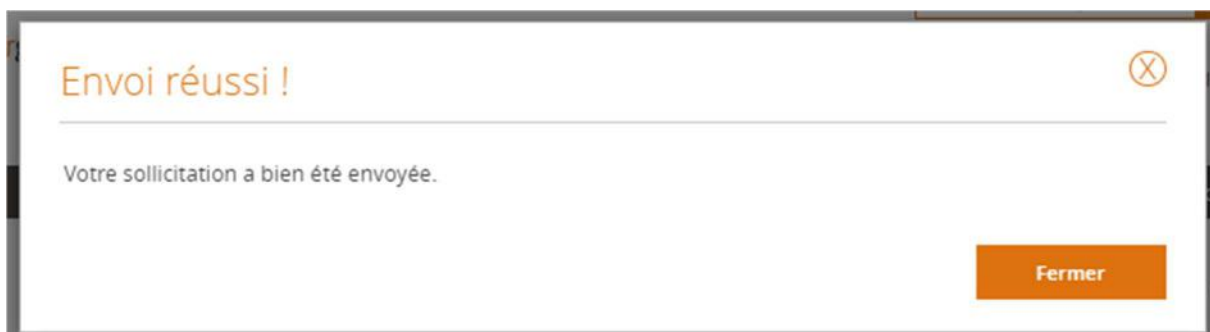 Envoi réussi !
X
Votre sollicitation a bien été envoyée.
Fermer